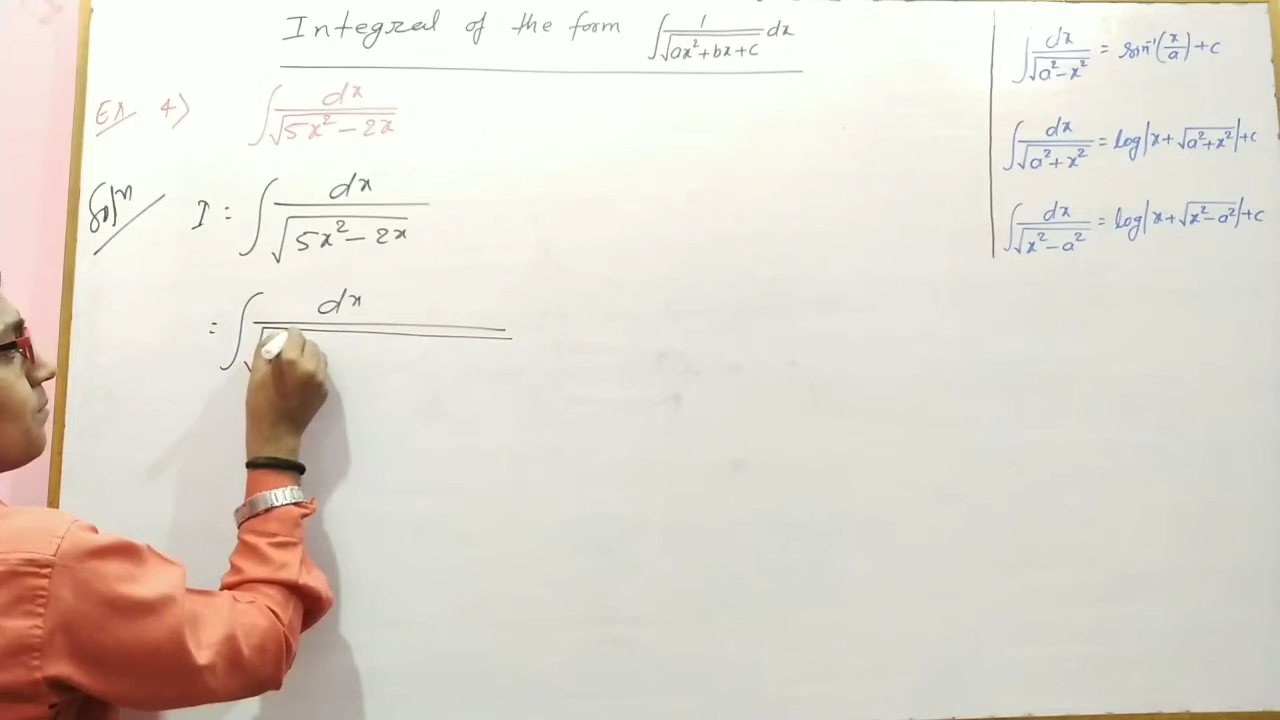 Integral of the form ∫ 1/√(ax²+bx+c) dx
Ex 4) ∫ dx/√(5x²-2x)
Solⁿ I = ∫ dx/√(5x²-2x)
= ∫ dx/√
∫ dx/√(a²-x²) = sin⁻¹(x/a)+c
∫ dx/√(a²+x²) = log|x+√(a²+x²)|+c
∫ dx/√(x²-a²) = log|x+√(x²-a²)|+c